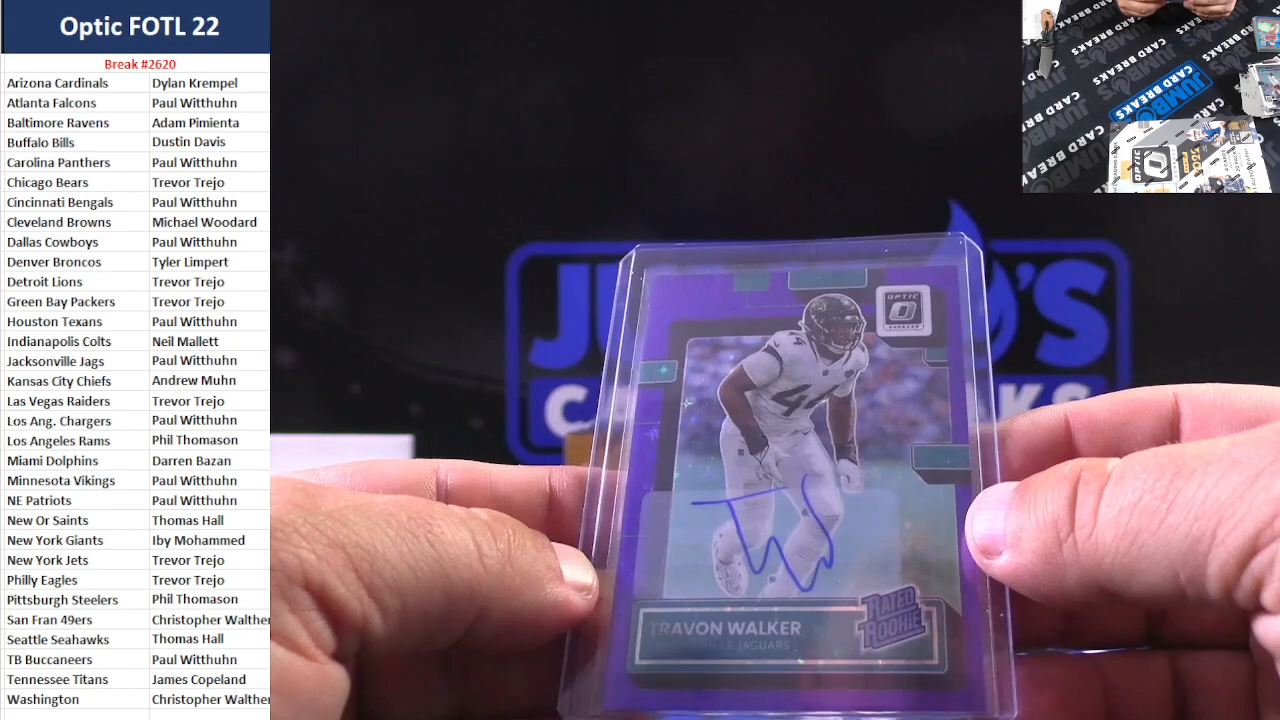 Optic FOTL 22
Break #2620
Arizona Cardinals Dylan Krempel
Atlanta Falcons Paul Witthuhn
Baltimore Ravens Adam Pimienta
Buffalo Bills Dustin Davis
Carolina Panthers Paul Witthuhn
Chicago Bears Trevor Trejo
Cincinnati Bengals Paul Witthuhn
Cleveland Browns Michael Woodard
Dallas Cowboys Paul Witthuhn
Denver Broncos Tyler Limpert
Detroit Lions Trevor Trejo
Green Bay Packers Trevor Trejo
Houston Texans Paul Witthuhn
Indianapolis Colts Neil Mallett
Jacksonville Jags Paul Witthuhn
Kansas City Chiefs Andrew Muhn
Las Vegas Raiders Trevor Trejo
Los Ang. Chargers Paul Witthuhn
Los Angeles Rams Phil Thomason
Miami Dolphins Darren Bazan
Minnesota Vikings Paul Witthuhn
NE Patriots Paul Witthuhn
New Or Saints Thomas Hall
New York Giants Iby Mohammed
New York Jets Trevor Trejo
Philly Eagles Trevor Trejo
Pittsburgh Steelers Phil Thomason
San Fran 49ers Christopher Walther
Seattle Seahawks Thomas Hall
TB Buccaneers Paul Witthuhn
Tennessee Titans James Copeland
Washington Christopher Walther
OPTIC
44
TW
TRAVON WALKER
JAGUARS
RATED
ROOKIE
JUMBO
CARD BREAKS
OPTIC
2022